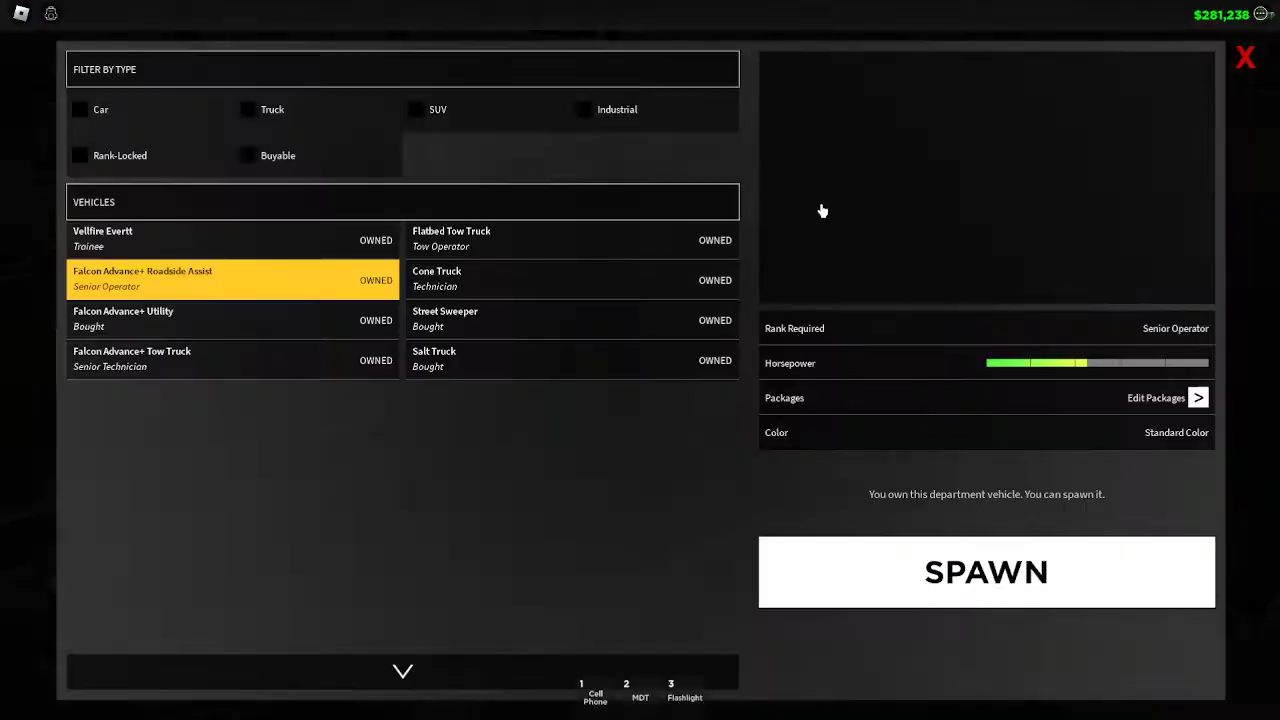 $281,238
X
FILTER BY TYPE
Car
Truck
SUV
Industrial
Rank-Locked
Buyable
VEHICLES
Vellfire Evertt
Trainee
OWNED
Flatbed Tow Truck
Tow Operator
OWNED
Falcon Advance+ Roadside Assist
Senior Operator
OWNED
Cone Truck
Technician
OWNED
Falcon Advance+ Utility
Bought
OWNED
Street Sweeper
Bought
OWNED
Falcon Advance+ Tow Truck
Senior Technician
OWNED
Salt Truck
Bought
OWNED
Rank Required Senior Operator
Horsepower
Packages Edit Packages >
Color Standard Color
You own this department vehicle. You can spawn it.
SPAWN
1 Cell
Phone
2 MDT
3 Flashlight